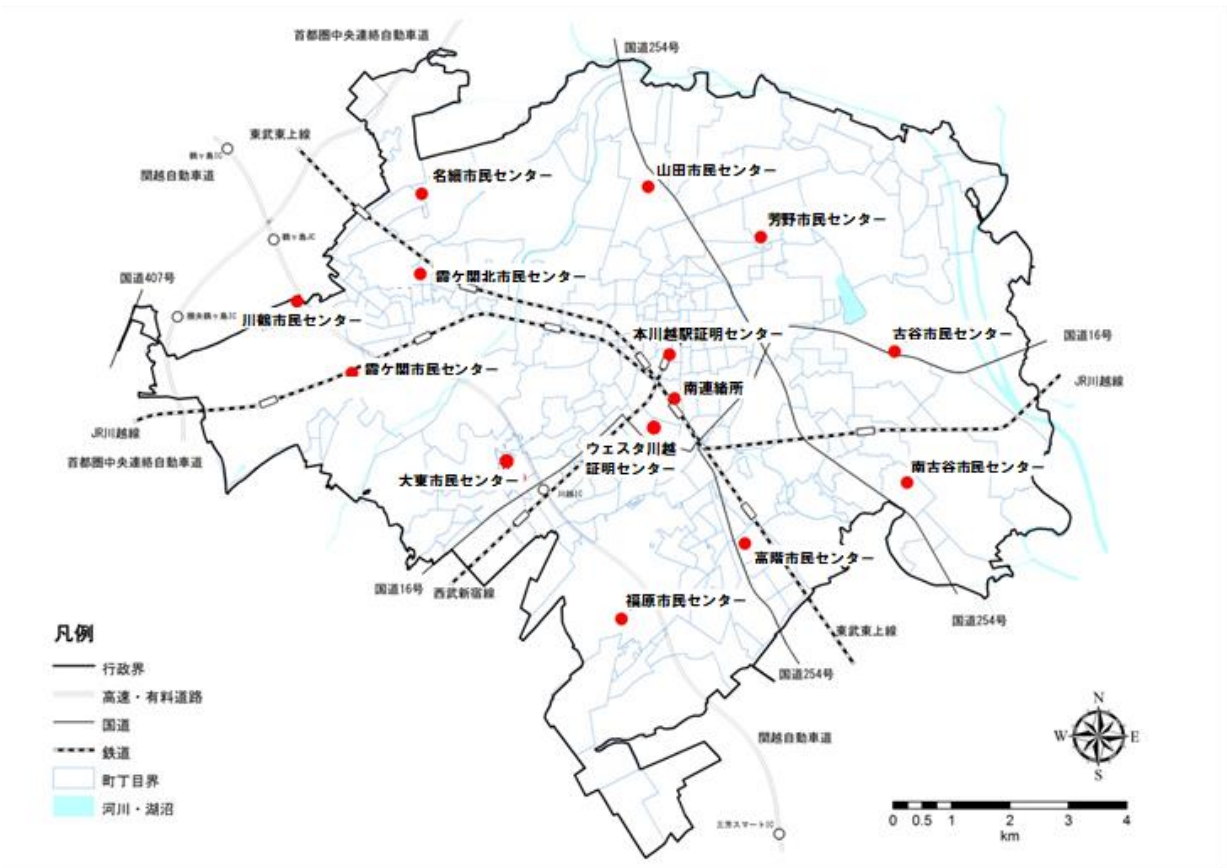 首都圏中央連絡自動車道
国道254号
東武東上線
鶴ヶ島IC
関越自動車道
名細市民センター
山田市民センター
芳野市民センター
鶴ヶ島JC
国道407号
霞ケ関北市民センター
圏央鶴ヶ島IC
川鶴市民センター
本川越駅証明センター
古谷市民センター
国道16号
霞ケ関市民センター
JR川越線
南連絡所
JR川越線
首都圏中央連絡自動車道
ウェスタ川越
証明センター
大東市民センター
川越IC
南古谷市民センター
高階市民センター
国道16号
西武新宿線
福原市民センター
国道254号
東武東上線
国道254号
関越自動車道
三芳スマートIC
凡例
行政界
高速・有料道路
国道
鉄道
町丁目界
河川・湖沼
N
W
E
S
0 0.5 1 2 3 4
km